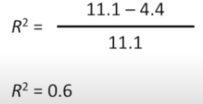 11.1 – 4.4
R² =
11.1
R² = 0.6